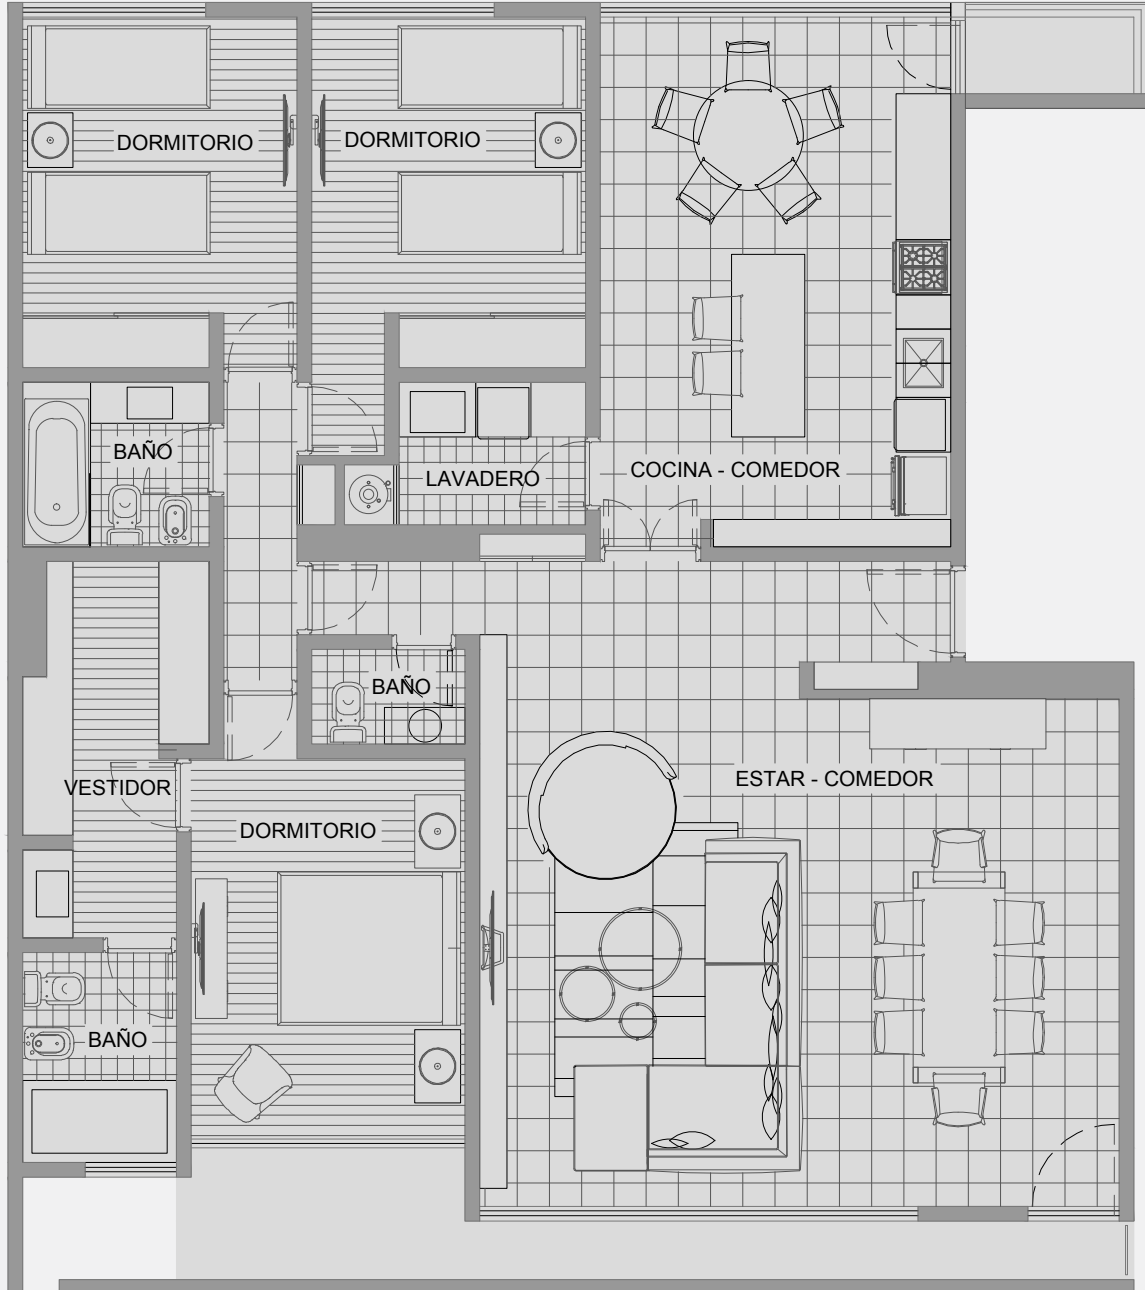 DORMITORIO
DORMITORIO
BAÑO
LAVADERO
COCINA - COMEDOR
BAÑO
VESTIDOR
ESTAR - COMEDOR
DORMITORIO
BAÑO